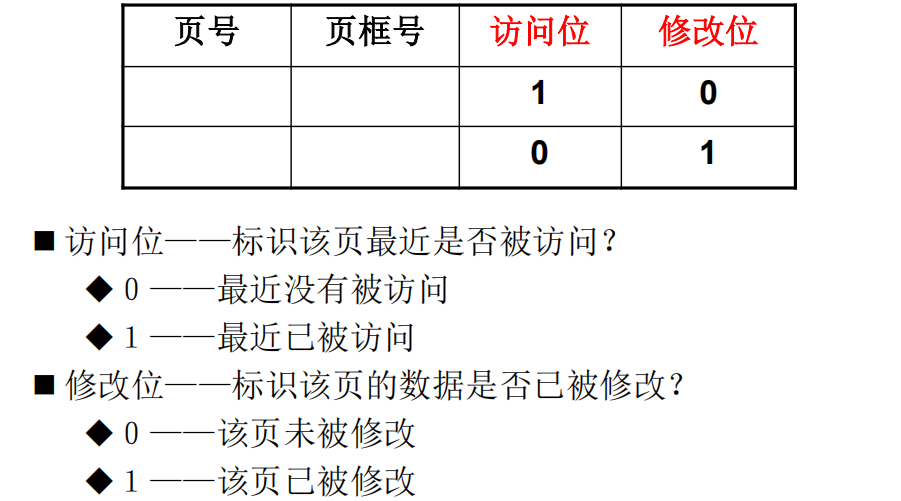 页号 页框号 访问位 修改位
1 0
0 1
■ 访问位——标识该页最近是否被访问?
◆ 0 ——最近没有被访问
◆ 1 ——最近已被访问
■ 修改位——标识该页的数据是否已被修改?
◆ 0 ——该页未被修改
◆ 1 ——该页已被修改